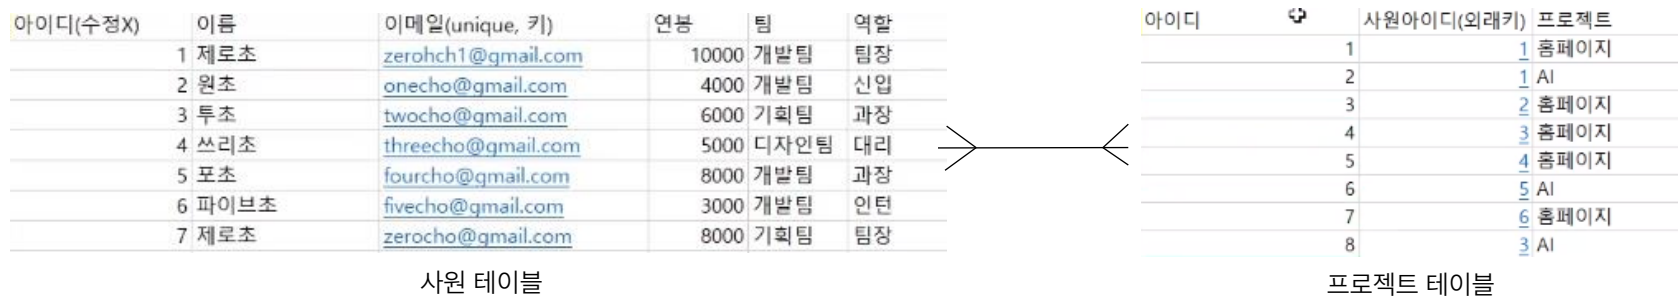 아이디(수정X) 이름 이메일(unique, 키) 연봉 팀 역할
1 제로초 zerohch1@gmail.com 10000 개발팀 팀장
2 원초 onecho@gmail.com 4000 개발팀 신입
3 투초 twocho@gmail.com 6000 기획팀 과장
4 쓰리초 threecho@gmail.com 5000 디자인팀 대리
5 포초 fourcho@gmail.com 8000 개발팀 과장
6 파이브초 fivecho@gmail.com 3000 개발팀 인턴
7 제로초 zerocho@gmail.com 8000 기획팀 팀장
사원 테이블
아이디 사원아이디(외래키) 프로젝트
1 1 홈페이지
2 1 AI
3 2 홈페이지
4 3 홈페이지
5 4 홈페이지
6 5 AI
7 6 홈페이지
8 3 AI
프로젝트 테이블